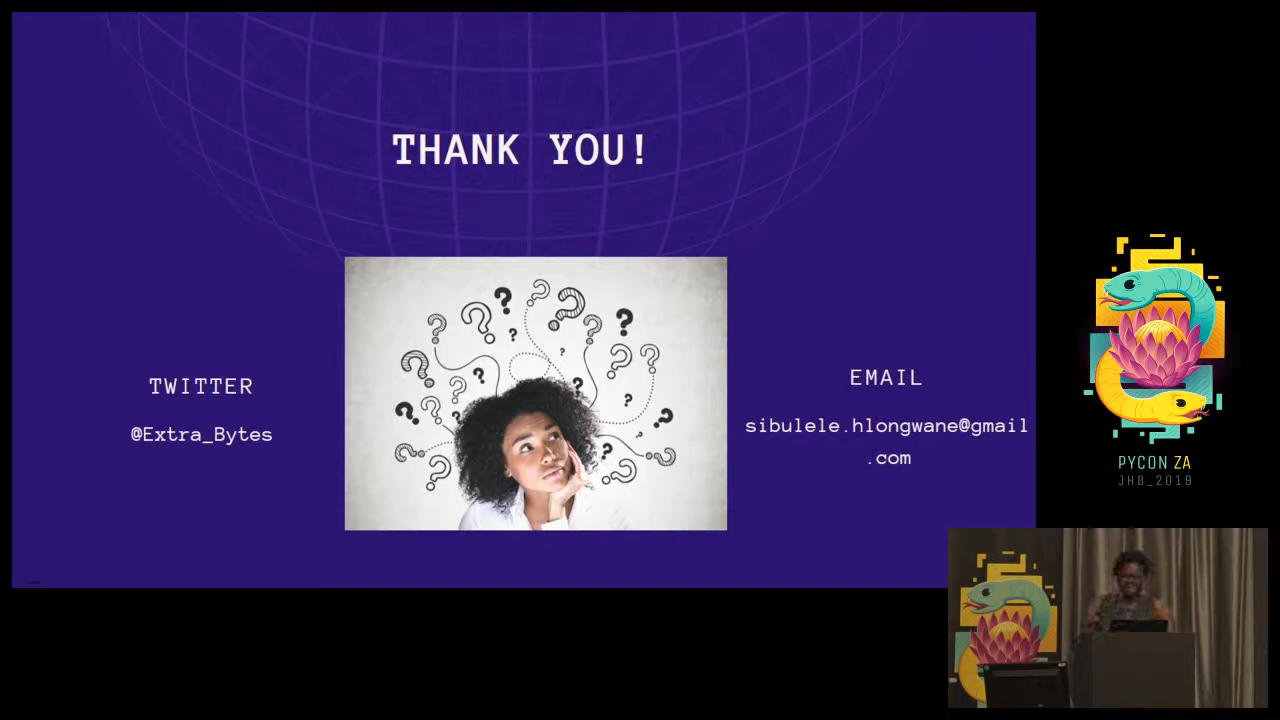 THANK YOU!
TWITTER
@Extra_Bytes
EMAIL
sibulele.hlongwane@gmail
.com
PYCON ZA
JHB_2019